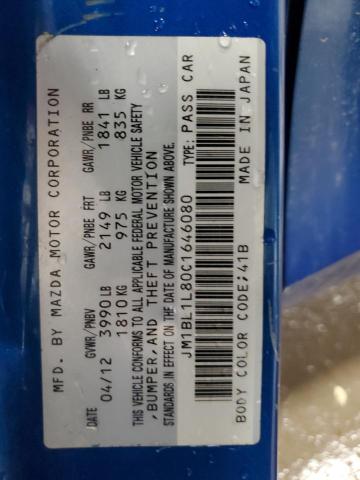 MFD. BY MAZDA MOTOR CORPORATION
GVWR/PNBV GAWR/PNBE FRT GAWR/PNBE RR
DATE 3990 LB 2149 LB 1841 LB
04/12 1810 KG 975 KG 835 KG
THIS VEHICLE CONFORMS TO ALL APPLICABLE FEDERAL MOTOR VEHICLE SAFETY
,BUMPER,AND THEFT PREVENTION
STANDARDS IN EFFECT ON THE DATE OF MANUFACTURE SHOWN ABOVE.
JM1BL1L80C1646080 TYPE: PASS CAR
BODY COLOR CODE;41B MADE IN JAPAN